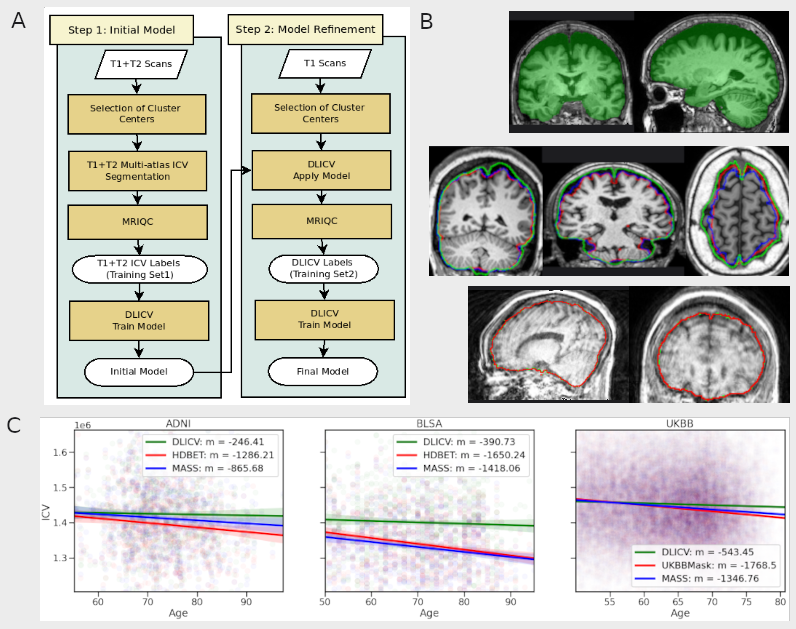 A
Step 1: Initial Model
T1+T2 Scans
Selection of Cluster
Centers
T1+T2 Multi-atlas ICV
Segmentation
MRIQC
T1+T2 ICV Labels
(Training Set1)
DLICV
Train Model
Initial Model
Step 2: Model Refinement
T1 Scans
Selection of Cluster
Centers
DLICV
Apply Model
MRIQC
DLICV Labels
(Training Set2)
DLICV
Train Model
Final Model
B
C
1e6
ADNI
DLICV: m = -246.41
HDBET: m = -1286.21
MASS: m = -865.68
ICV
1.6
1.5
1.4
1.3
60 70 80 90
Age
BLSA
DLICV: m = -390.73
HDBET: m = -1650.24
MASS: m = -1418.06
50 60 70 80 90
Age
UKBB
DLICV: m = -543.45
UKBBMask: m = -1768.5
MASS: m = -1346.76
55 60 65 70 75 80
Age